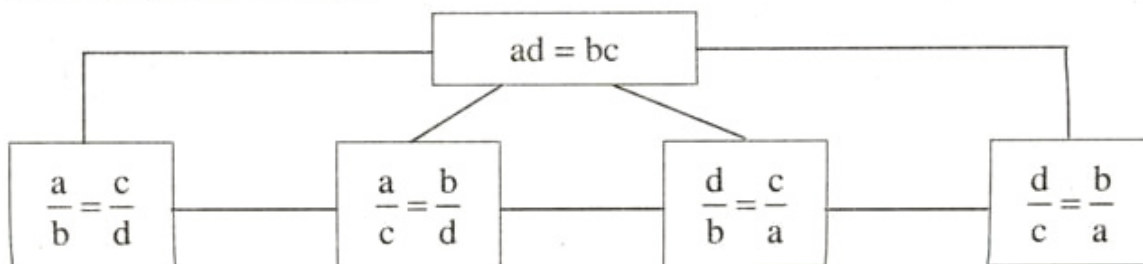 ad = bc
a/b = c/d
a/c = b/d
d/b = c/a
d/c = b/a